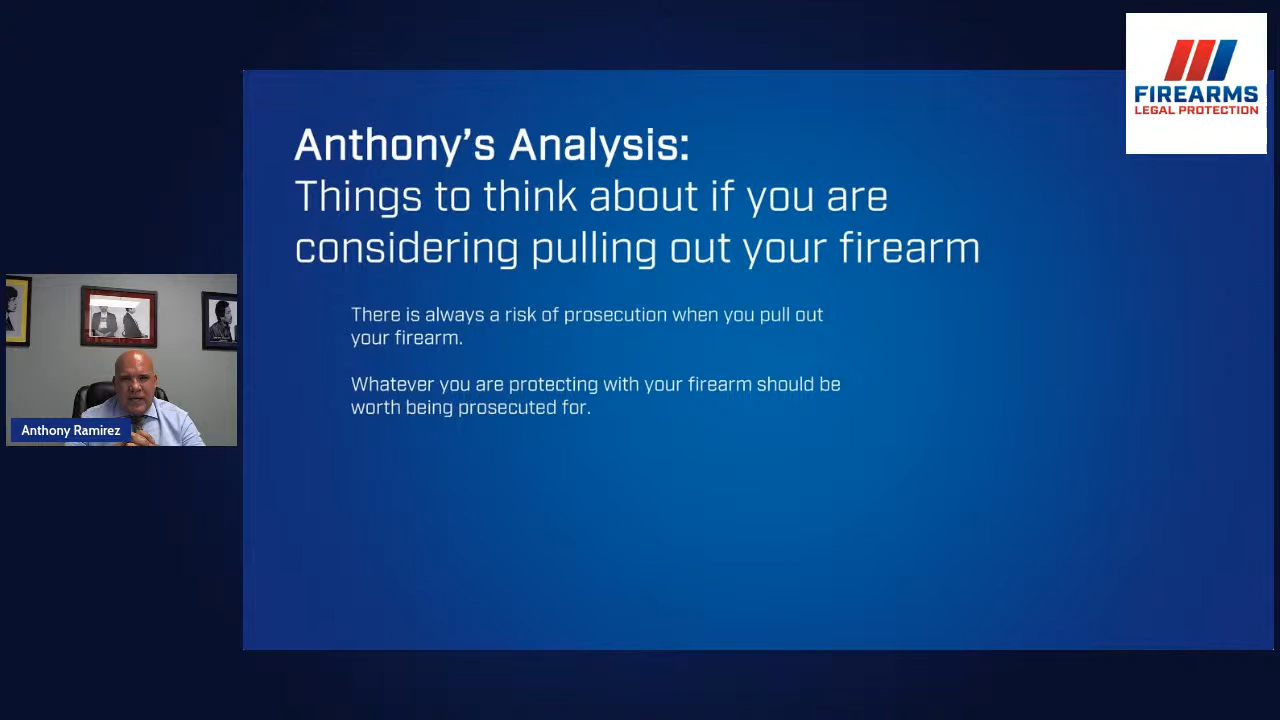 FIREARMS
LEGAL PROTECTION
Anthony's Analysis:
Things to think about if you are
considering pulling out your firearm
There is always a risk of prosecution when you pull out
your firearm.
Whatever you are protecting with your firearm should be
worth being prosecuted for.
Anthony Ramirez